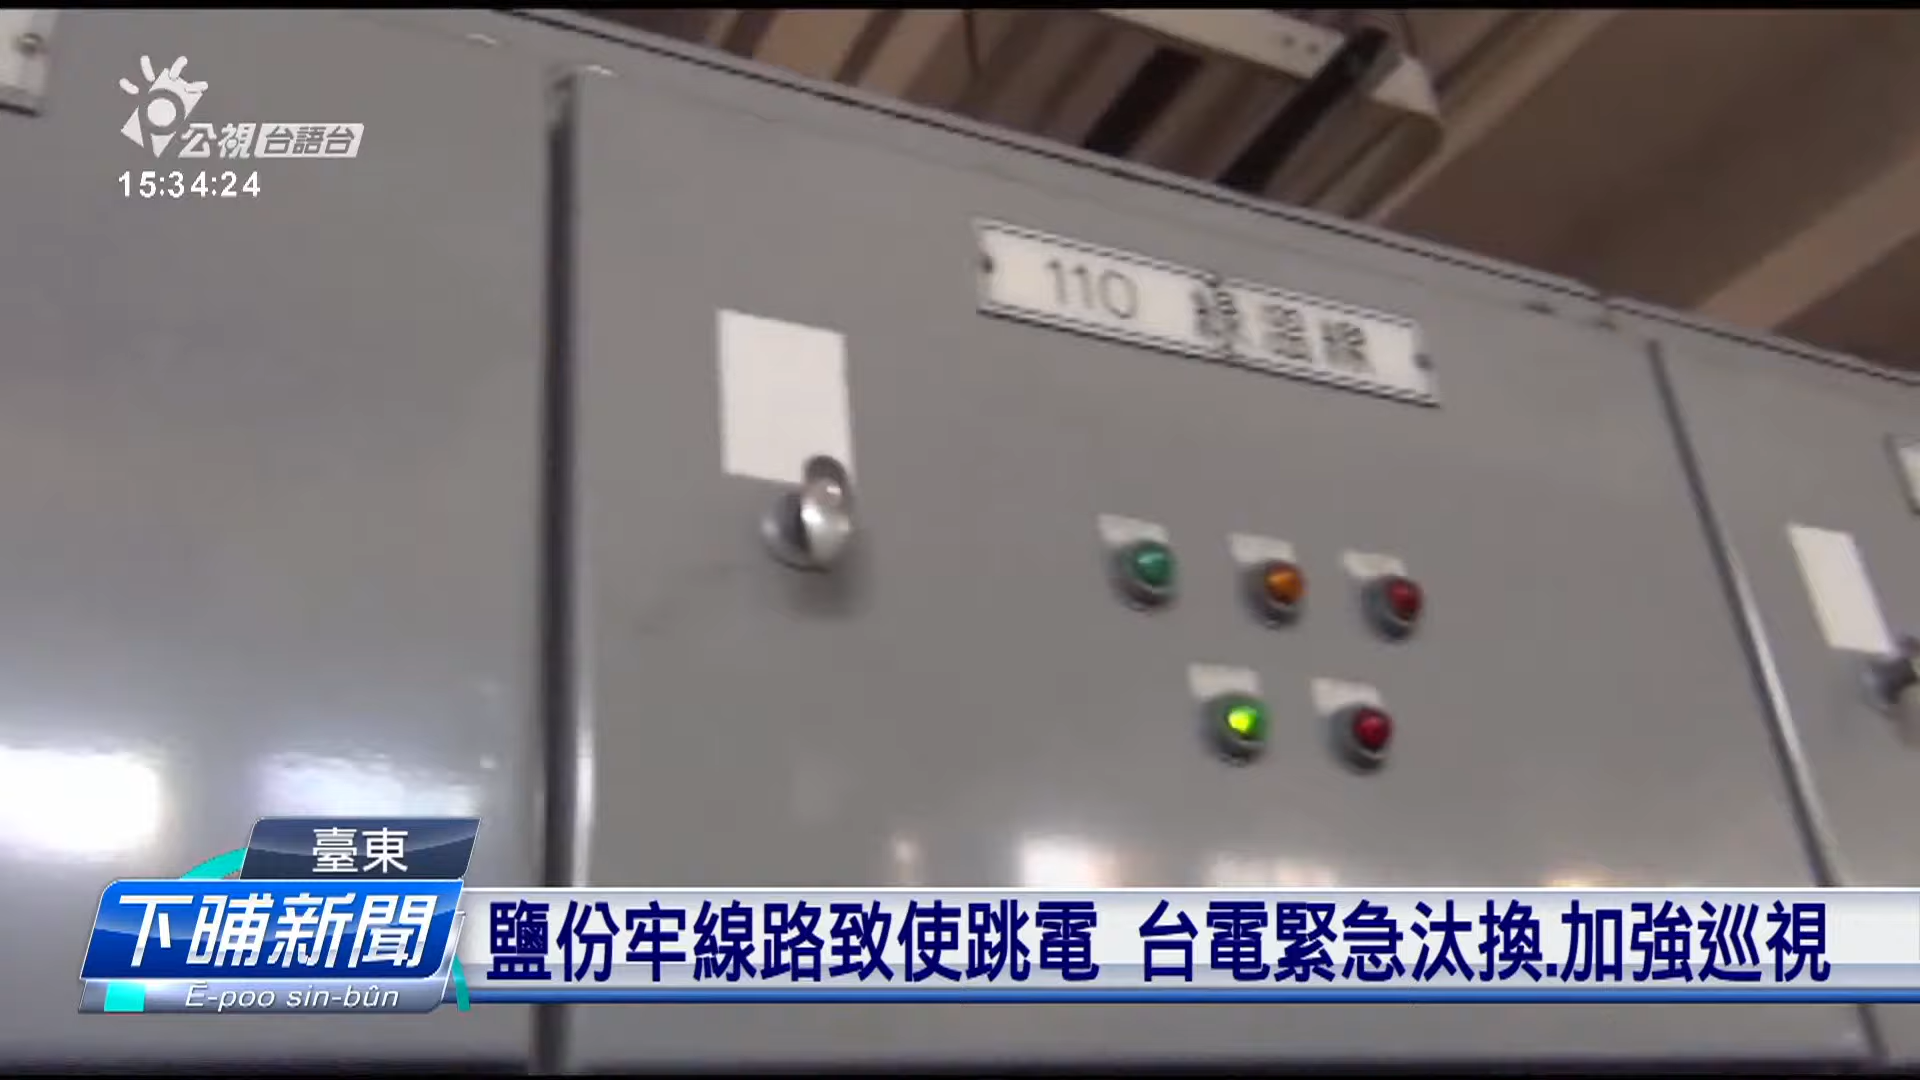 公視台語台
15:34:24
110 綠島線
臺東
下晡新聞
Ē-poo sin-bûn
鹽份牢線路致使跳電 台電緊急汰換.加強巡視